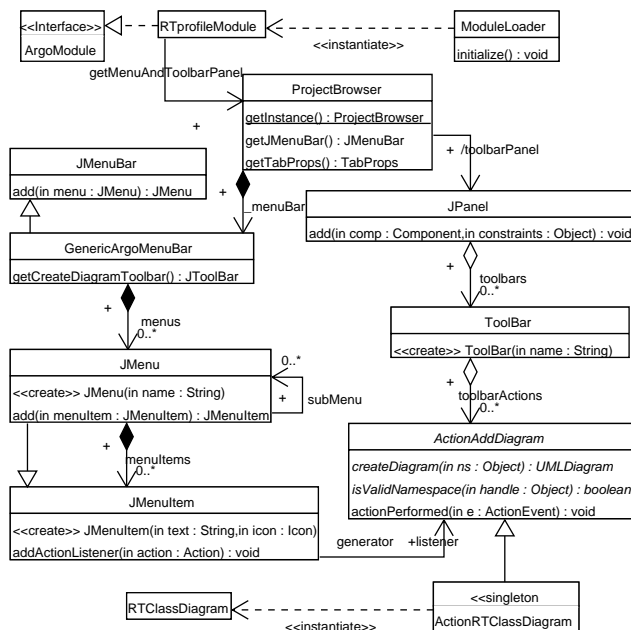 <<Interface>>
ArgoModule
RTprofileModule
<<instantiate>>
ModuleLoader
initialize() : void
getMenuAndToolbarPanel
+
ProjectBrowser
getInstance() : ProjectBrowser
getJMenuBar() : JMenuBar
getTabProps() : TabProps
+ /toolbarPanel
JMenuBar
add(in menu : JMenu) : JMenu
+
_menuBar
JPanel
add(in comp : Component,in constraints : Object) : void
GenericArgoMenuBar
getCreateDiagramToolbar() : JToolBar
+
toolbars
0..*
+
menus
0..*
ToolBar
<<create>> ToolBar(in name : String)
JMenu
<<create>> JMenu(in name : String)
add(in menuItem : JMenuItem) : JMenuItem
0..*
+
subMenu
+
toolbarActions
0..*
+
menuItems
0..*
ActionAddDiagram
createDiagram(in ns : Object) : UMLDiagram
isValidNamespace(in handle : Object) : boolean
actionPerformed(in e : ActionEvent) : void
JMenuItem
<<create>> JMenuItem(in text : String,in icon : Icon)
addActionListener(in action : Action) : void
generator
+listener
RTClassDiagram
<<instantiate>>
<<singleton
ActionRTClassDiagram